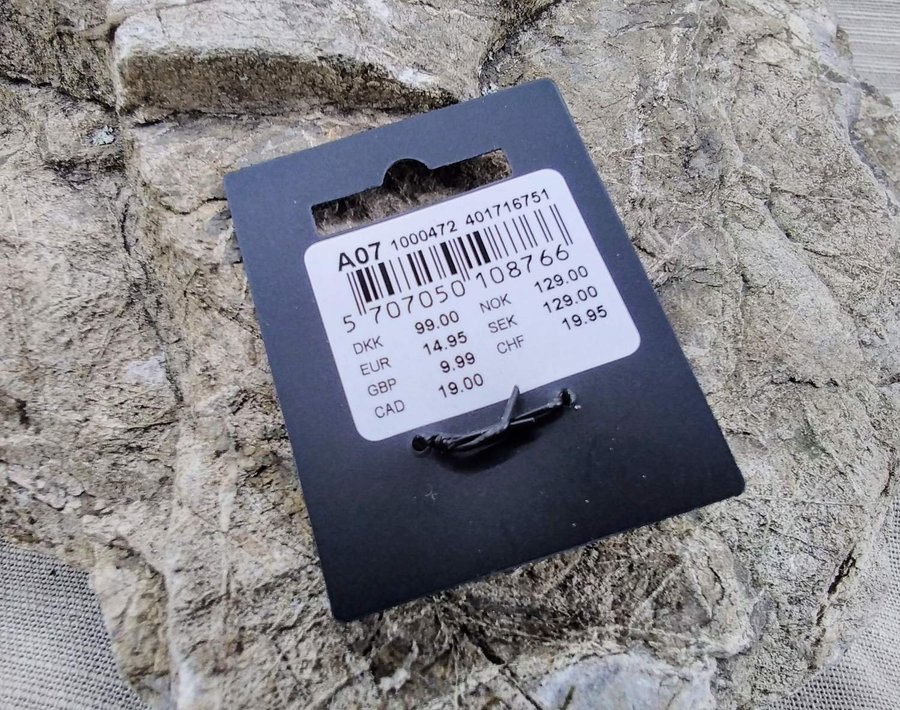 A07 1000472 401716751
5 707050 108766
DKK 99.00 NOK 129.00
EUR 14.95 SEK 129.00
GBP 9.99 CHF 19.95
CAD 19.00